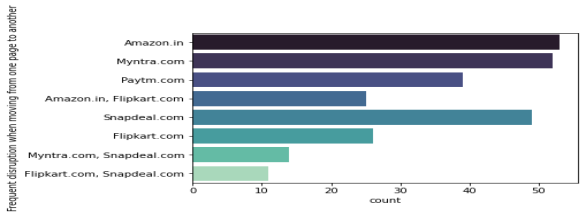 Frequent disruption when moving from one page to another
Amazon.in
Myntra.com
Paytm.com
Amazon.in, Flipkart.com
Snapdeal.com
Flipkart.com
Myntra.com, Snapdeal.com
Flipkart.com, Snapdeal.com
0 10 20 30 40 50
count